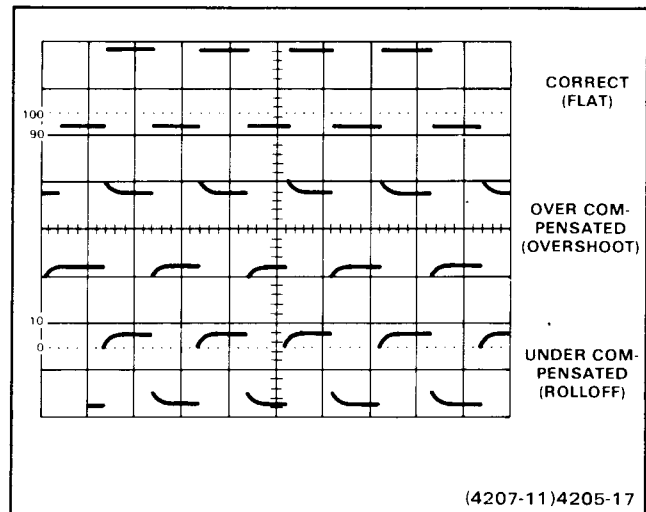 CORRECT
(FLAT)
100
90
OVER COM-
PENSATED
(OVERSHOOT)
10
0
UNDER COM-
PENSATED
(ROLLOFF)
(4207-11)4205-17